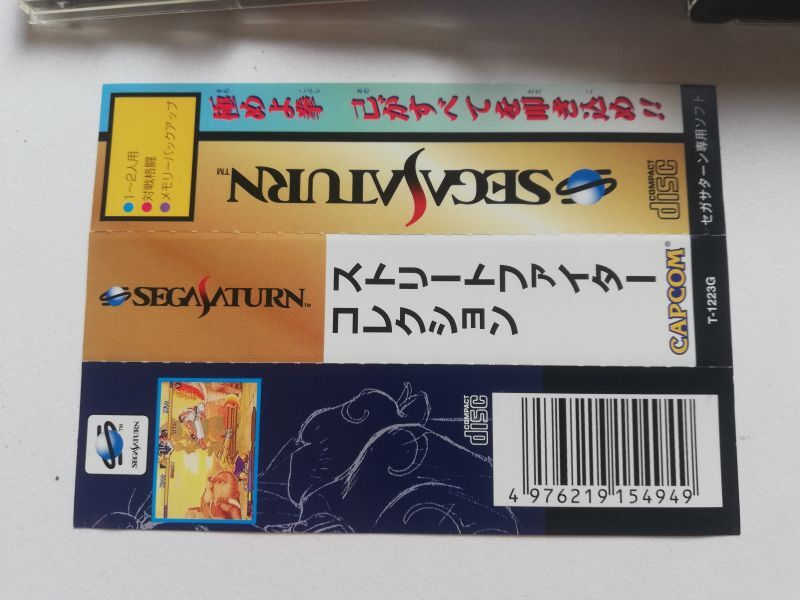 極めよ拳 己がすべてを叩き込め!!
1〜2人用
対戦格闘
メモリーバックアップ
SEGA SATURN™
COMPACT
disc
セガサターン専用ソフト
SEGA SATURN™
ストリートファイター
コレクション
CAPCOM®
T-1223G
SEGA SATURN™
COMPACT
disc
4 976219 154949